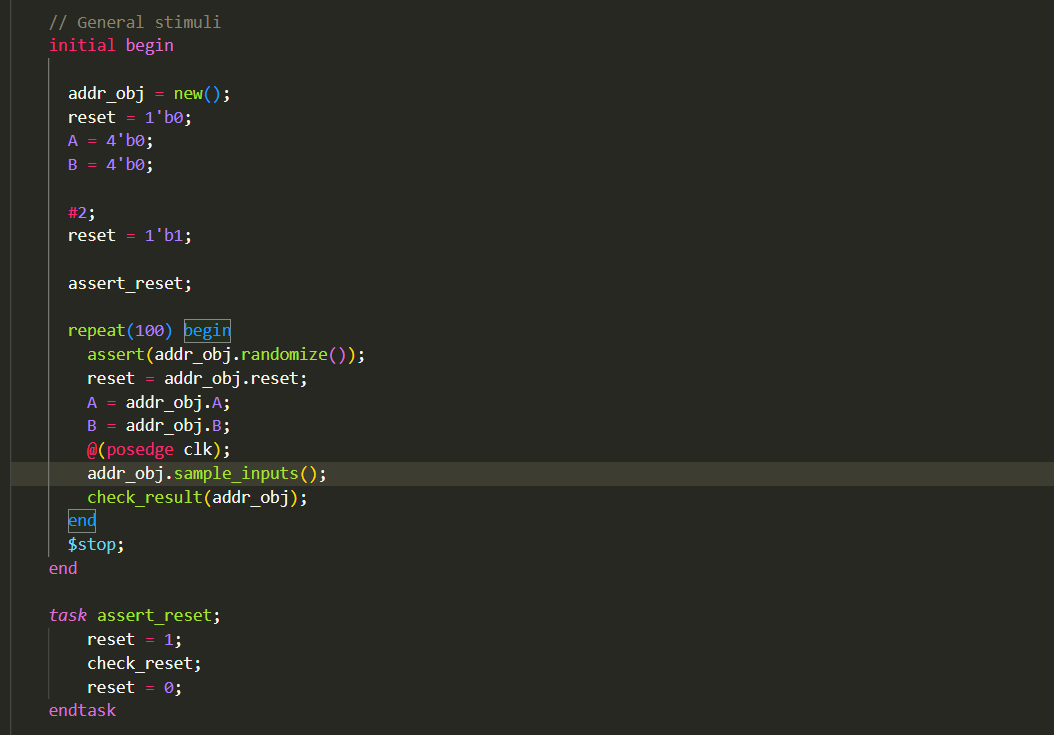 // General stimuli
initial begin
addr_obj = new();
reset = 1'b0;
A = 4'b0;
B = 4'b0;
#2;
reset = 1'b1;
assert_reset;
repeat(100) begin
assert(addr_obj.randomize());
reset = addr_obj.reset;
A = addr_obj.A;
B = addr_obj.B;
@(posedge clk);
addr_obj.sample_inputs();
check_result(addr_obj);
end
$stop;
end
task assert_reset;
reset = 1;
check_reset;
reset = 0;
endtask